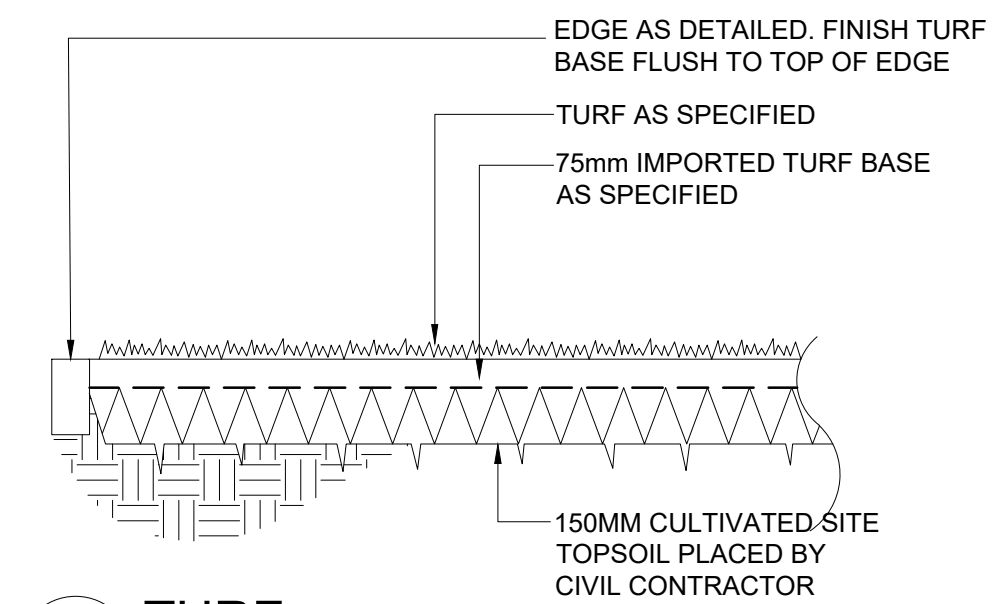 EDGE AS DETAILED. FINISH TURF
BASE FLUSH TO TOP OF EDGE
TURF AS SPECIFIED
75mm IMPORTED TURF BASE
AS SPECIFIED
150MM CULTIVATED SITE
TOPSOIL PLACED BY
CIVIL CONTRACTOR
TURF